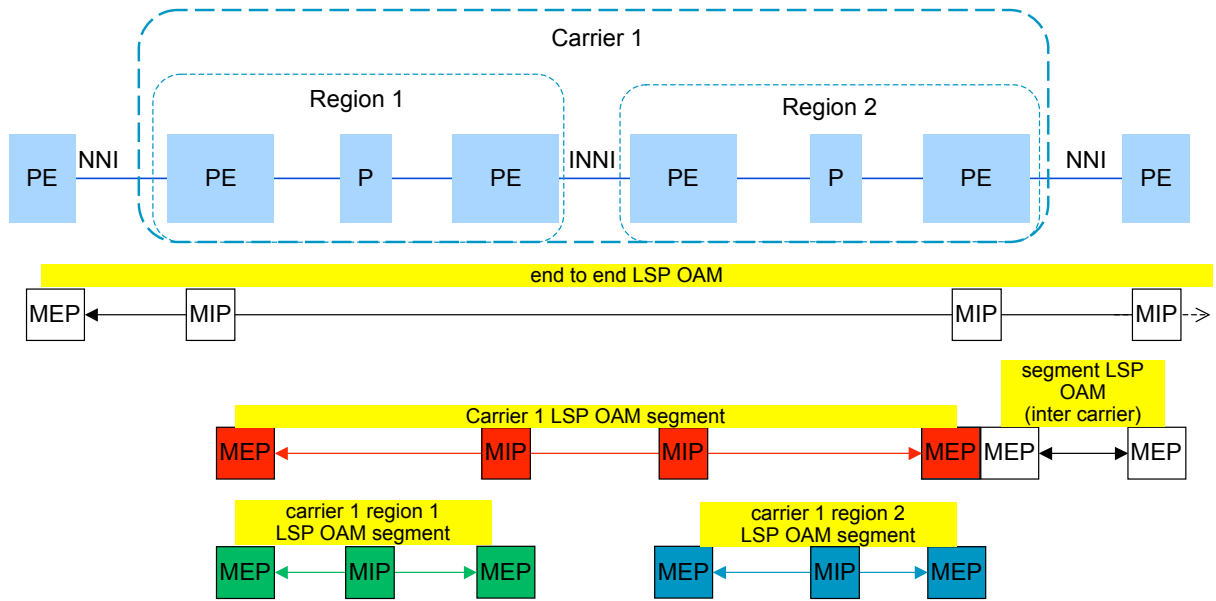 Carrier 1
Region 1
Region 2
PE
NNI
PE
P
PE
INNI
PE
P
PE
NNI
PE
end to end LSP OAM
MEP
MIP
MIP
MIP
segment LSP
OAM
(inter carrier)
Carrier 1 LSP OAM segment
MEP
MIP
MIP
MEP
MEP
MEP
carrier 1 region 1
LSP OAM segment
carrier 1 region 2
LSP OAM segment
MEP
MIP
MEP
MEP
MIP
MEP